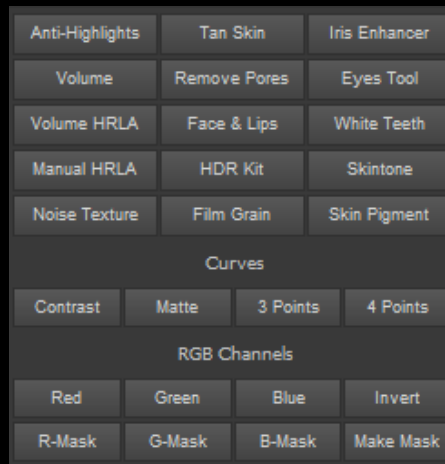 Anti-Highlights Tan Skin Iris Enhancer
Volume Remove Pores Eyes Tool
Volume HRLA Face & Lips White Teeth
Manual HRLA HDR Kit Skintone
Noise Texture Film Grain Skin Pigment
Curves
Contrast Matte 3 Points 4 Points
RGB Channels
Red Green Blue Invert
R-Mask G-Mask B-Mask Make Mask